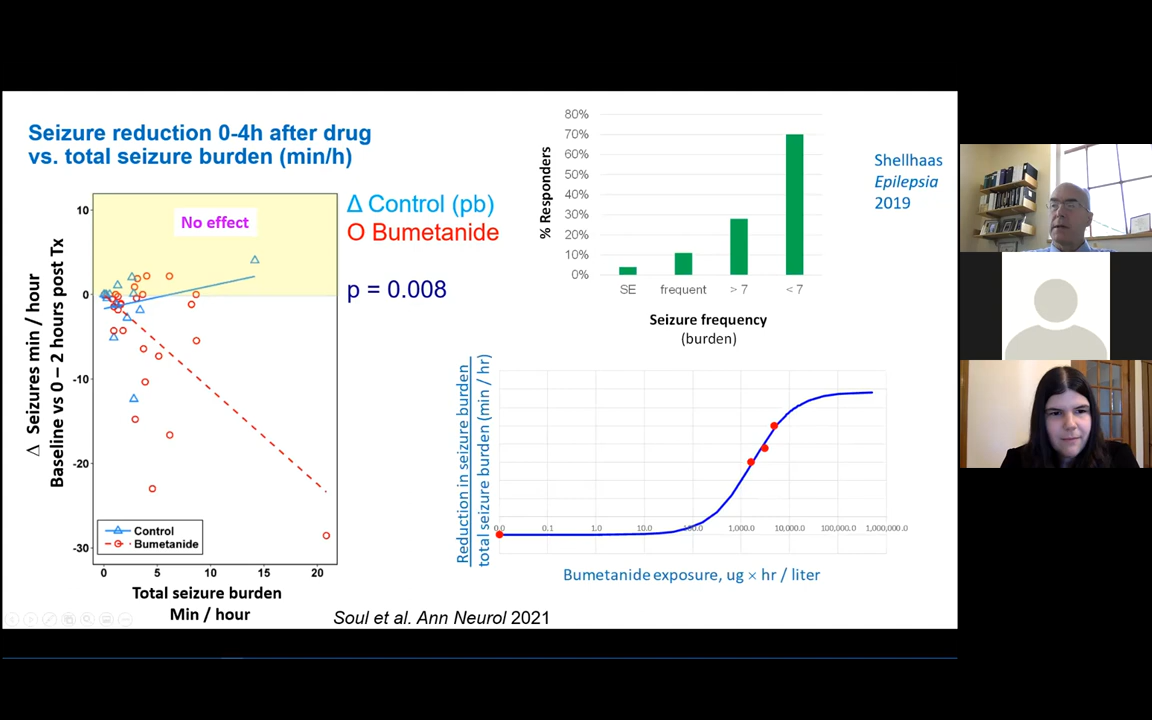 Seizure reduction 0-4h after drug
vs. total seizure burden (min/h)
Δ Seizures min / hour
Baseline vs 0 – 2 hours post Tx
10
0
-10
-20
-30
No effect
Control
Bumetanide
0
5
10
15
20
Total seizure burden
Min / hour
Δ Control (pb)
O Bumetanide
p = 0.008
% Responders
80%
70%
60%
50%
40%
30%
20%
10%
0%
SE
frequent
> 7
< 7
Seizure frequency
(burden)
Shellhaas
Epilepsia
2019
Reduction in seizure burden
total seizure burden (min / hr)
0.0
0.1
1.0
10.0
100.0
1,000.0
10,000.0
100,000.0
1,000,000.0
Bumetanide exposure, ug × hr / liter
Soul et al. Ann Neurol 2021